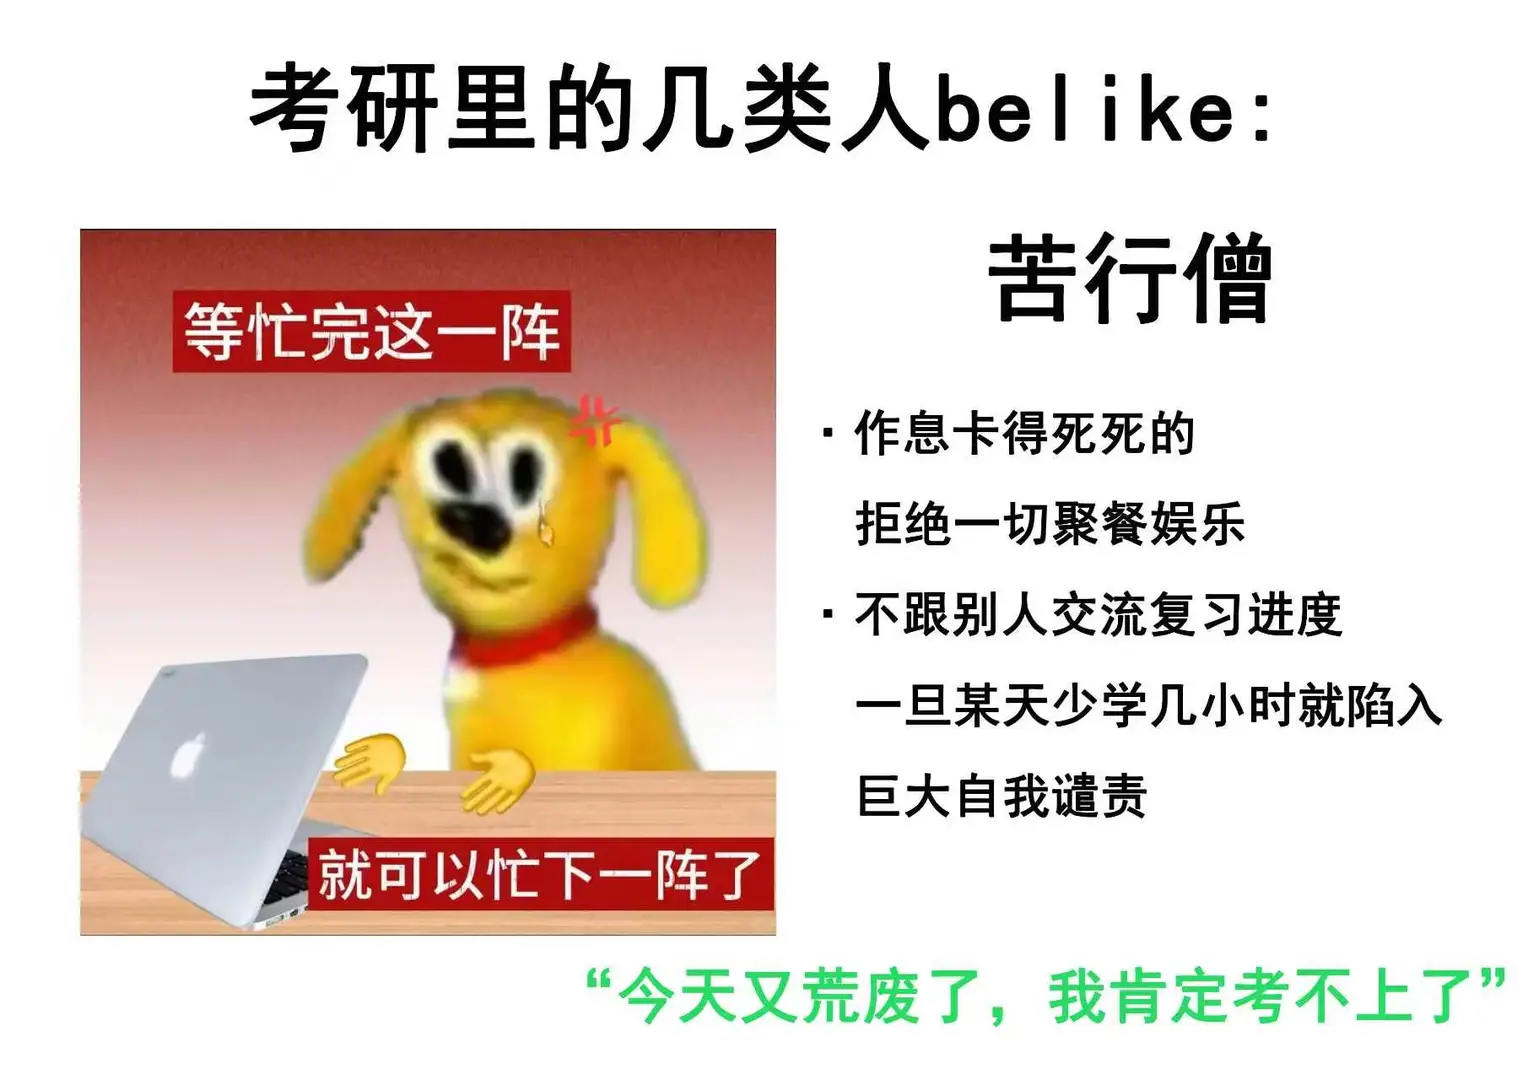 考研里的几类人belike:
等忙完这一阵
就可以忙下一阵了
苦行僧
·作息卡得死死的
拒绝一切聚餐娱乐
·不跟别人交流复习进度
一旦某天少学几小时就陷入
巨大自我谴责
“今天又荒废了，我肯定考不上了”